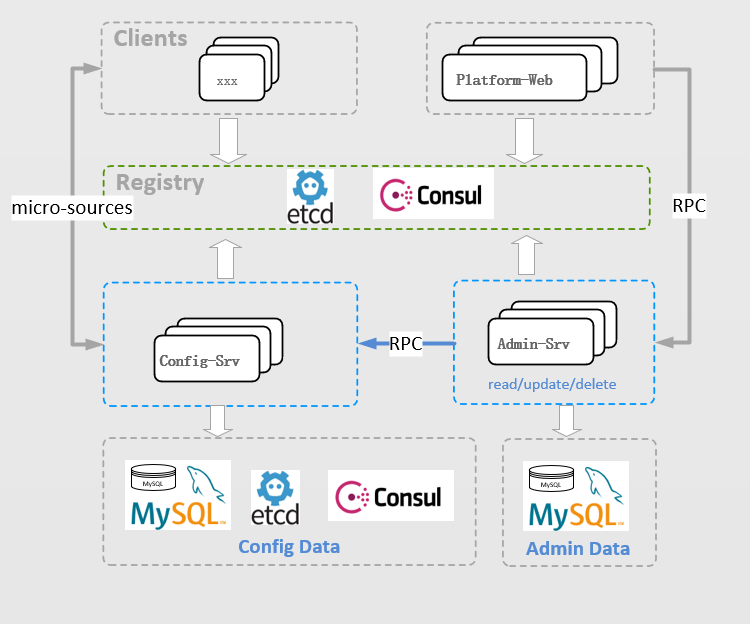 Clients
xxx
Platform-Web
Registry
etcd
Consul
micro-sources
RPC
Config-Srv
RPC
Admin-Srv
read/update/delete
MySQL
MySQL
etcd
Consul
Config Data
MySQL
MySQL
Admin Data